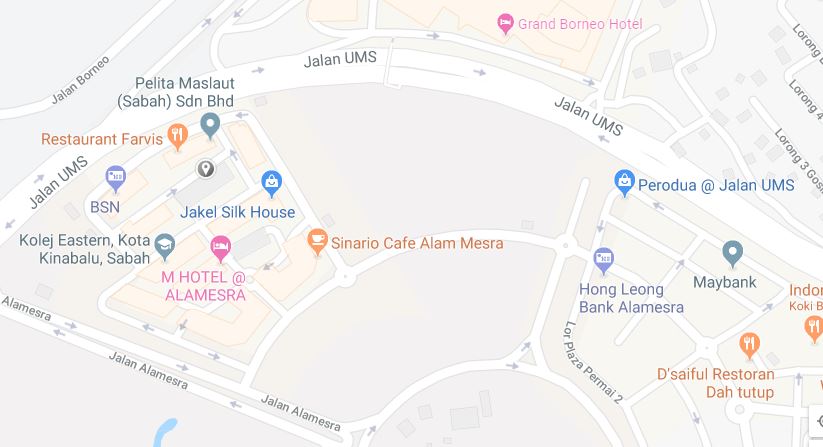 Grand Borneo Hotel
Jalan UMS
Jalan Borneo
Pelita Maslaut
(Sabah) Sdn Bhd
Jalan UMS
Lorong
Lorong 4
Lorong 3 Gosi
Restaurant Farvis
Jalan UMS
BSN
Jakel Silk House
Perodua @ Jalan UMS
Kolej Eastern, Kota
Kinabalu, Sabah
M HOTEL @
ALAMESRA
Sinario Cafe Alam Mesra
Hong Leong
Bank Alamesra
Maybank
Indon
Koki B
Alamesra
Jalan Alamesra
Lor Plaza Permai 2
D'saiful Restoran
Dah tutup
Jalan Alamesra